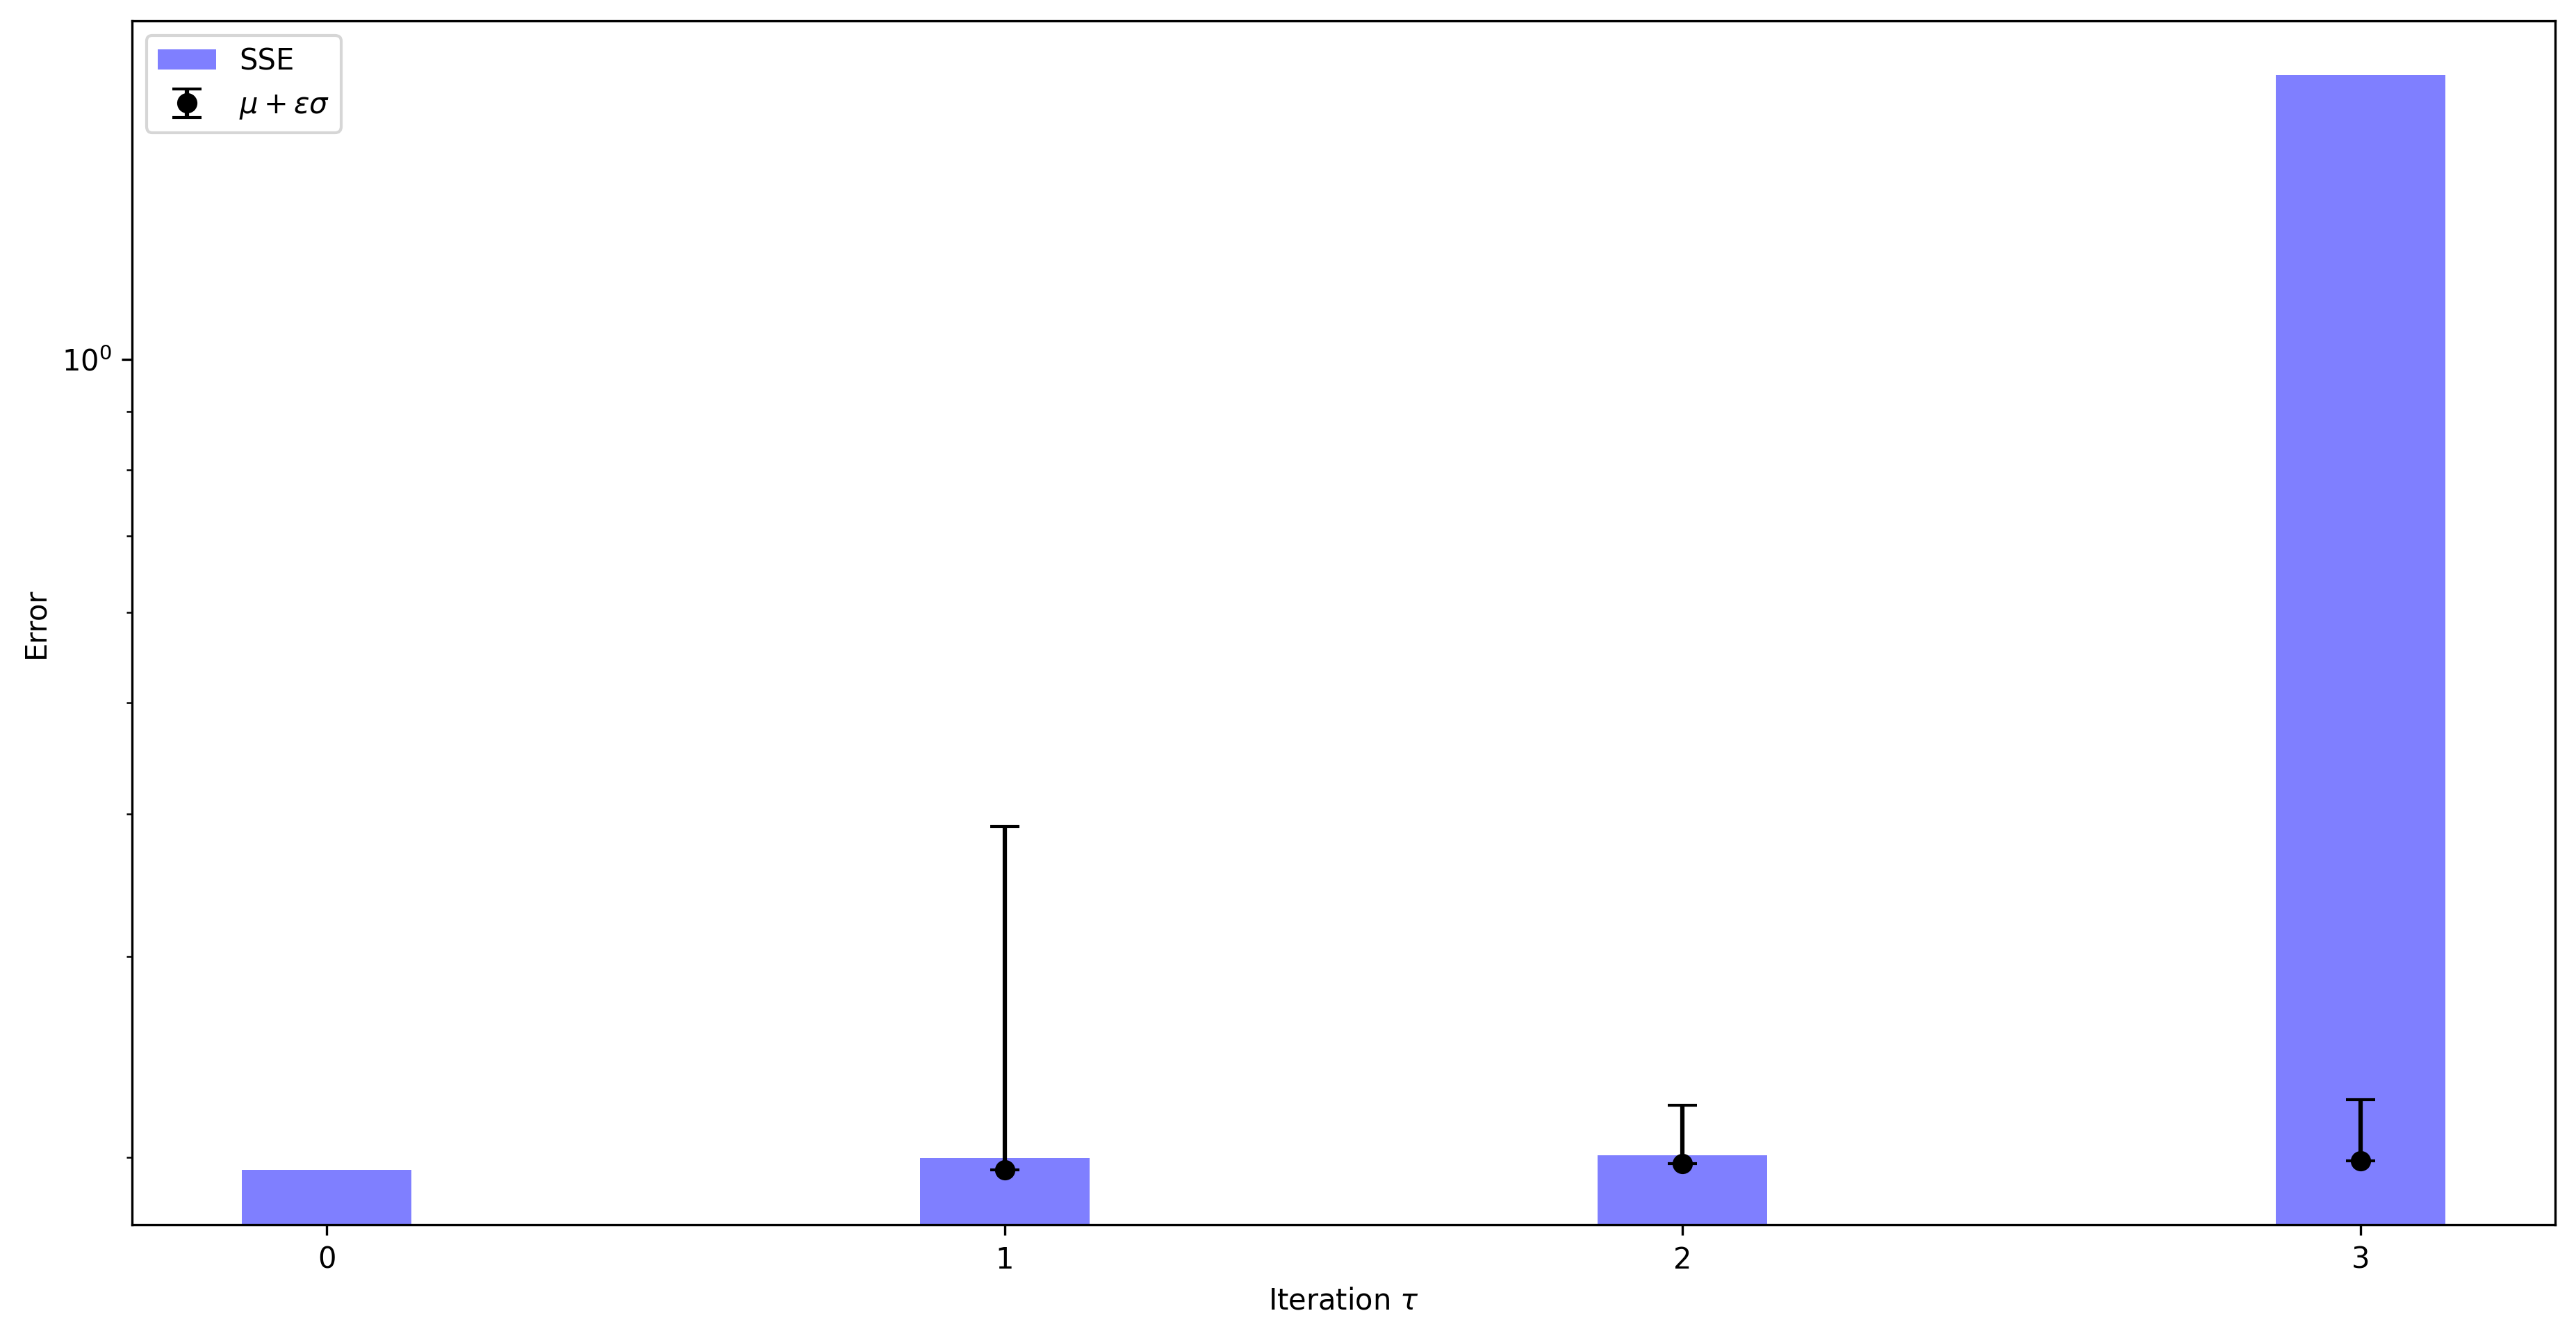 SSE
μ + εσ
10⁰
Error
0 1 2 3
Iteration τ